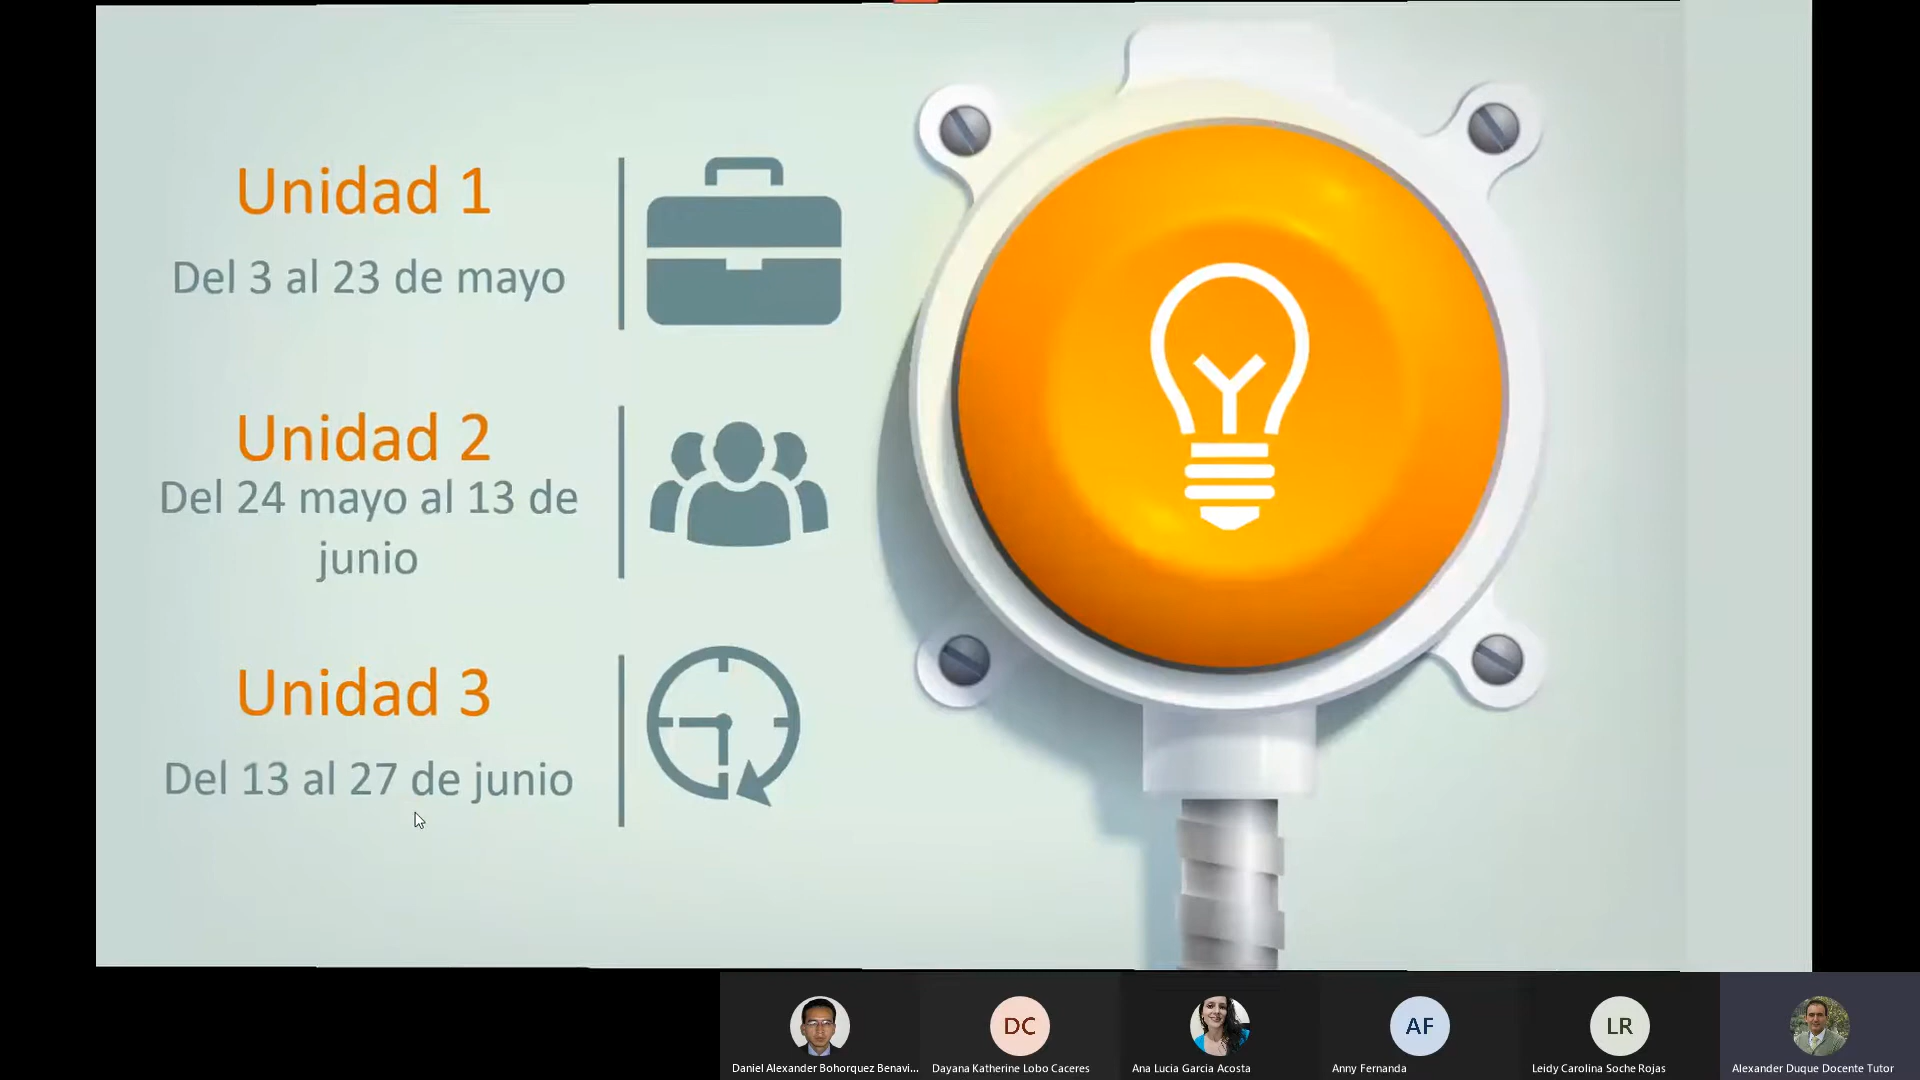 Unidad 1
Del 3 al 23 de mayo
Unidad 2
Del 24 mayo al 13 de
junio
Unidad 3
Del 13 al 27 de junio
DC
AF
LR
Daniel Alexander Bohorquez Benavi...
Dayana Katherine Lobo Caceres
Ana Lucia Garcia Acosta
Anny Fernanda
Leidy Carolina Soche Rojas
Alexander Duque Docente Tutor